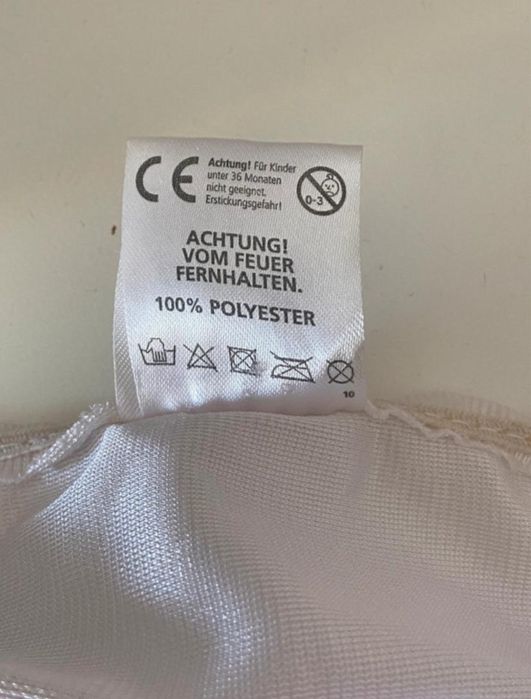 CE
Achtung! Für Kinder
unter 36 Monaten
nicht geeignet.
Erstickungsgefahr!
0-3
ACHTUNG!
VOM FEUER
FERNHALTEN.
100% POLYESTER
10